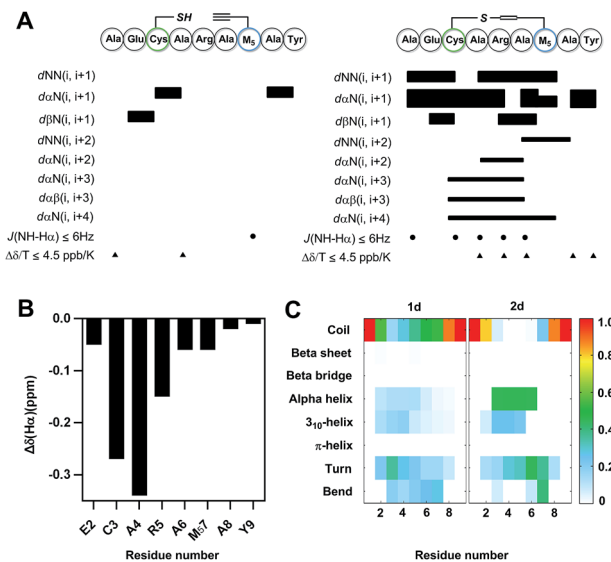 A
SH
Ala Glu Cys Ala Arg Ala M₅ Ala Tyr
dNN(i, i+1)
dαN(i, i+1)
dβN(i, i+1)
dNN(i, i+2)
dαN(i, i+2)
dαN(i, i+3)
dαβ(i, i+3)
dαN(i, i+4)
J(NH-Hα) ≤ 6Hz
Δδ/T ≤ 4.5 ppb/K
S
Ala Glu Cys Ala Arg Ala M₅ Ala Tyr
dNN(i, i+1)
dαN(i, i+1)
dβN(i, i+1)
dNN(i, i+2)
dαN(i, i+2)
dαN(i, i+3)
dαβ(i, i+3)
dαN(i, i+4)
J(NH-Hα) ≤ 6Hz
Δδ/T ≤ 4.5 ppb/K
B
Δδ(Hα)(ppm)
0.0
-0.1
-0.2
-0.3
E2 C3 A4 R5 A6 M₅7 A8 Y9
Residue number
C
1d 2d
Coil
Beta sheet
Beta bridge
Alpha helix
3₁₀-helix
π-helix
Turn
Bend
2 4 6 8 2 4 6 8
Residue number
1.0
0.8
0.6
0.4
0.2
0